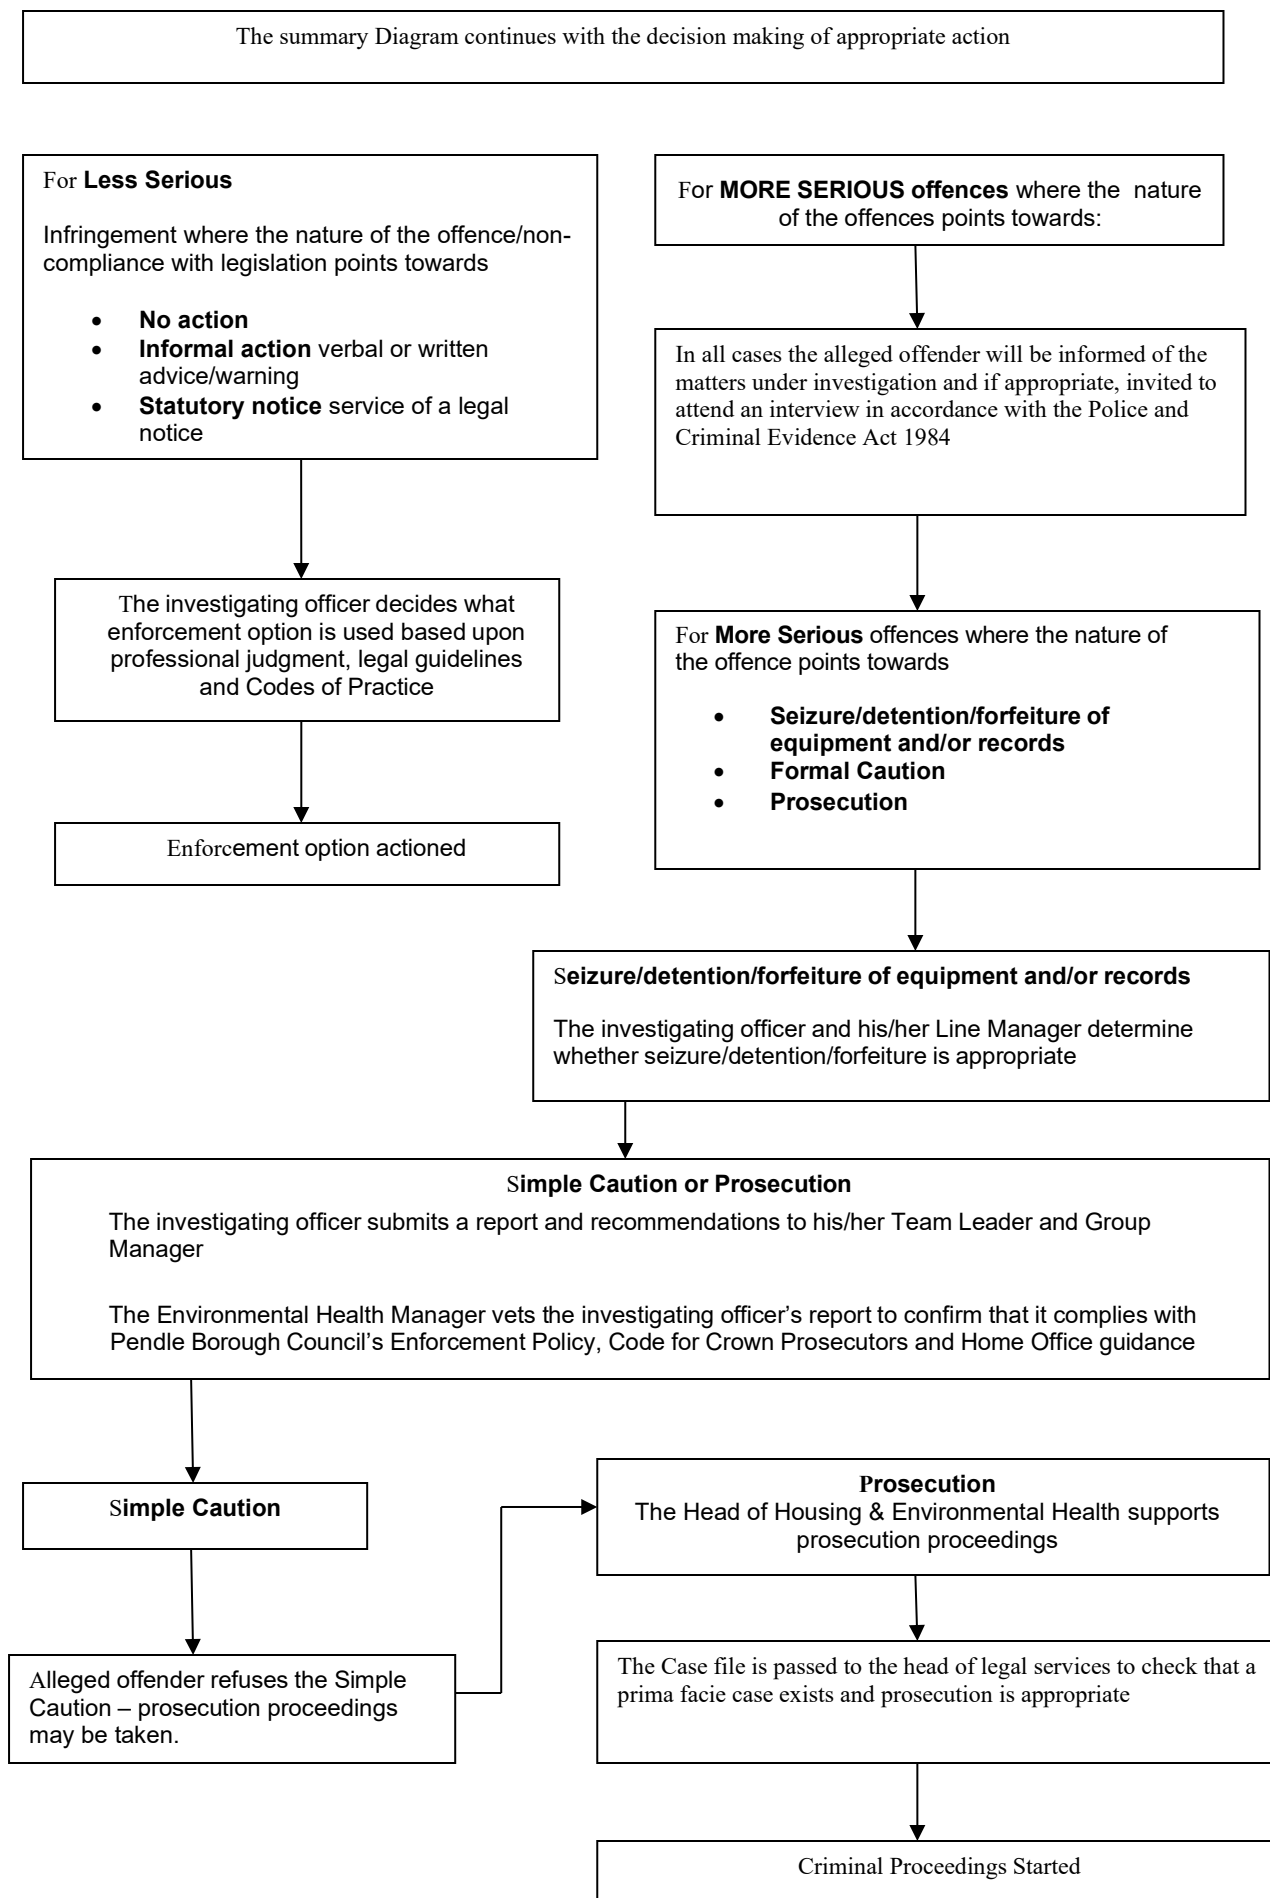 The summary Diagram continues with the decision making of appropriate action
For Less Serious
Infringement where the nature of the offence/non-
compliance with legislation points towards
• No action
• Informal action verbal or written
advice/warning
• Statutory notice service of a legal
notice
The investigating officer decides what
enforcement option is used based upon
professional judgment, legal guidelines
and Codes of Practice
Enforcement option actioned
For MORE SERIOUS offences where the nature
of the offences points towards:
In all cases the alleged offender will be informed of the
matters under investigation and if appropriate, invited to
attend an interview in accordance with the Police and
Criminal Evidence Act 1984
For More Serious offences where the nature of
the offence points towards
• Seizure/detention/forfeiture of
equipment and/or records
• Formal Caution
• Prosecution
Seizure/detention/forfeiture of equipment and/or records
The investigating officer and his/her Line Manager determine
whether seizure/detention/forfeiture is appropriate
Simple Caution or Prosecution
The investigating officer submits a report and recommendations to his/her Team Leader and Group
Manager
The Environmental Health Manager vets the investigating officer’s report to confirm that it complies with
Pendle Borough Council’s Enforcement Policy, Code for Crown Prosecutors and Home Office guidance
Simple Caution
Alleged offender refuses the Simple
Caution – prosecution proceedings
may be taken.
Prosecution
The Head of Housing & Environmental Health supports
prosecution proceedings
The Case file is passed to the head of legal services to check that a
prima facie case exists and prosecution is appropriate
Criminal Proceedings Started